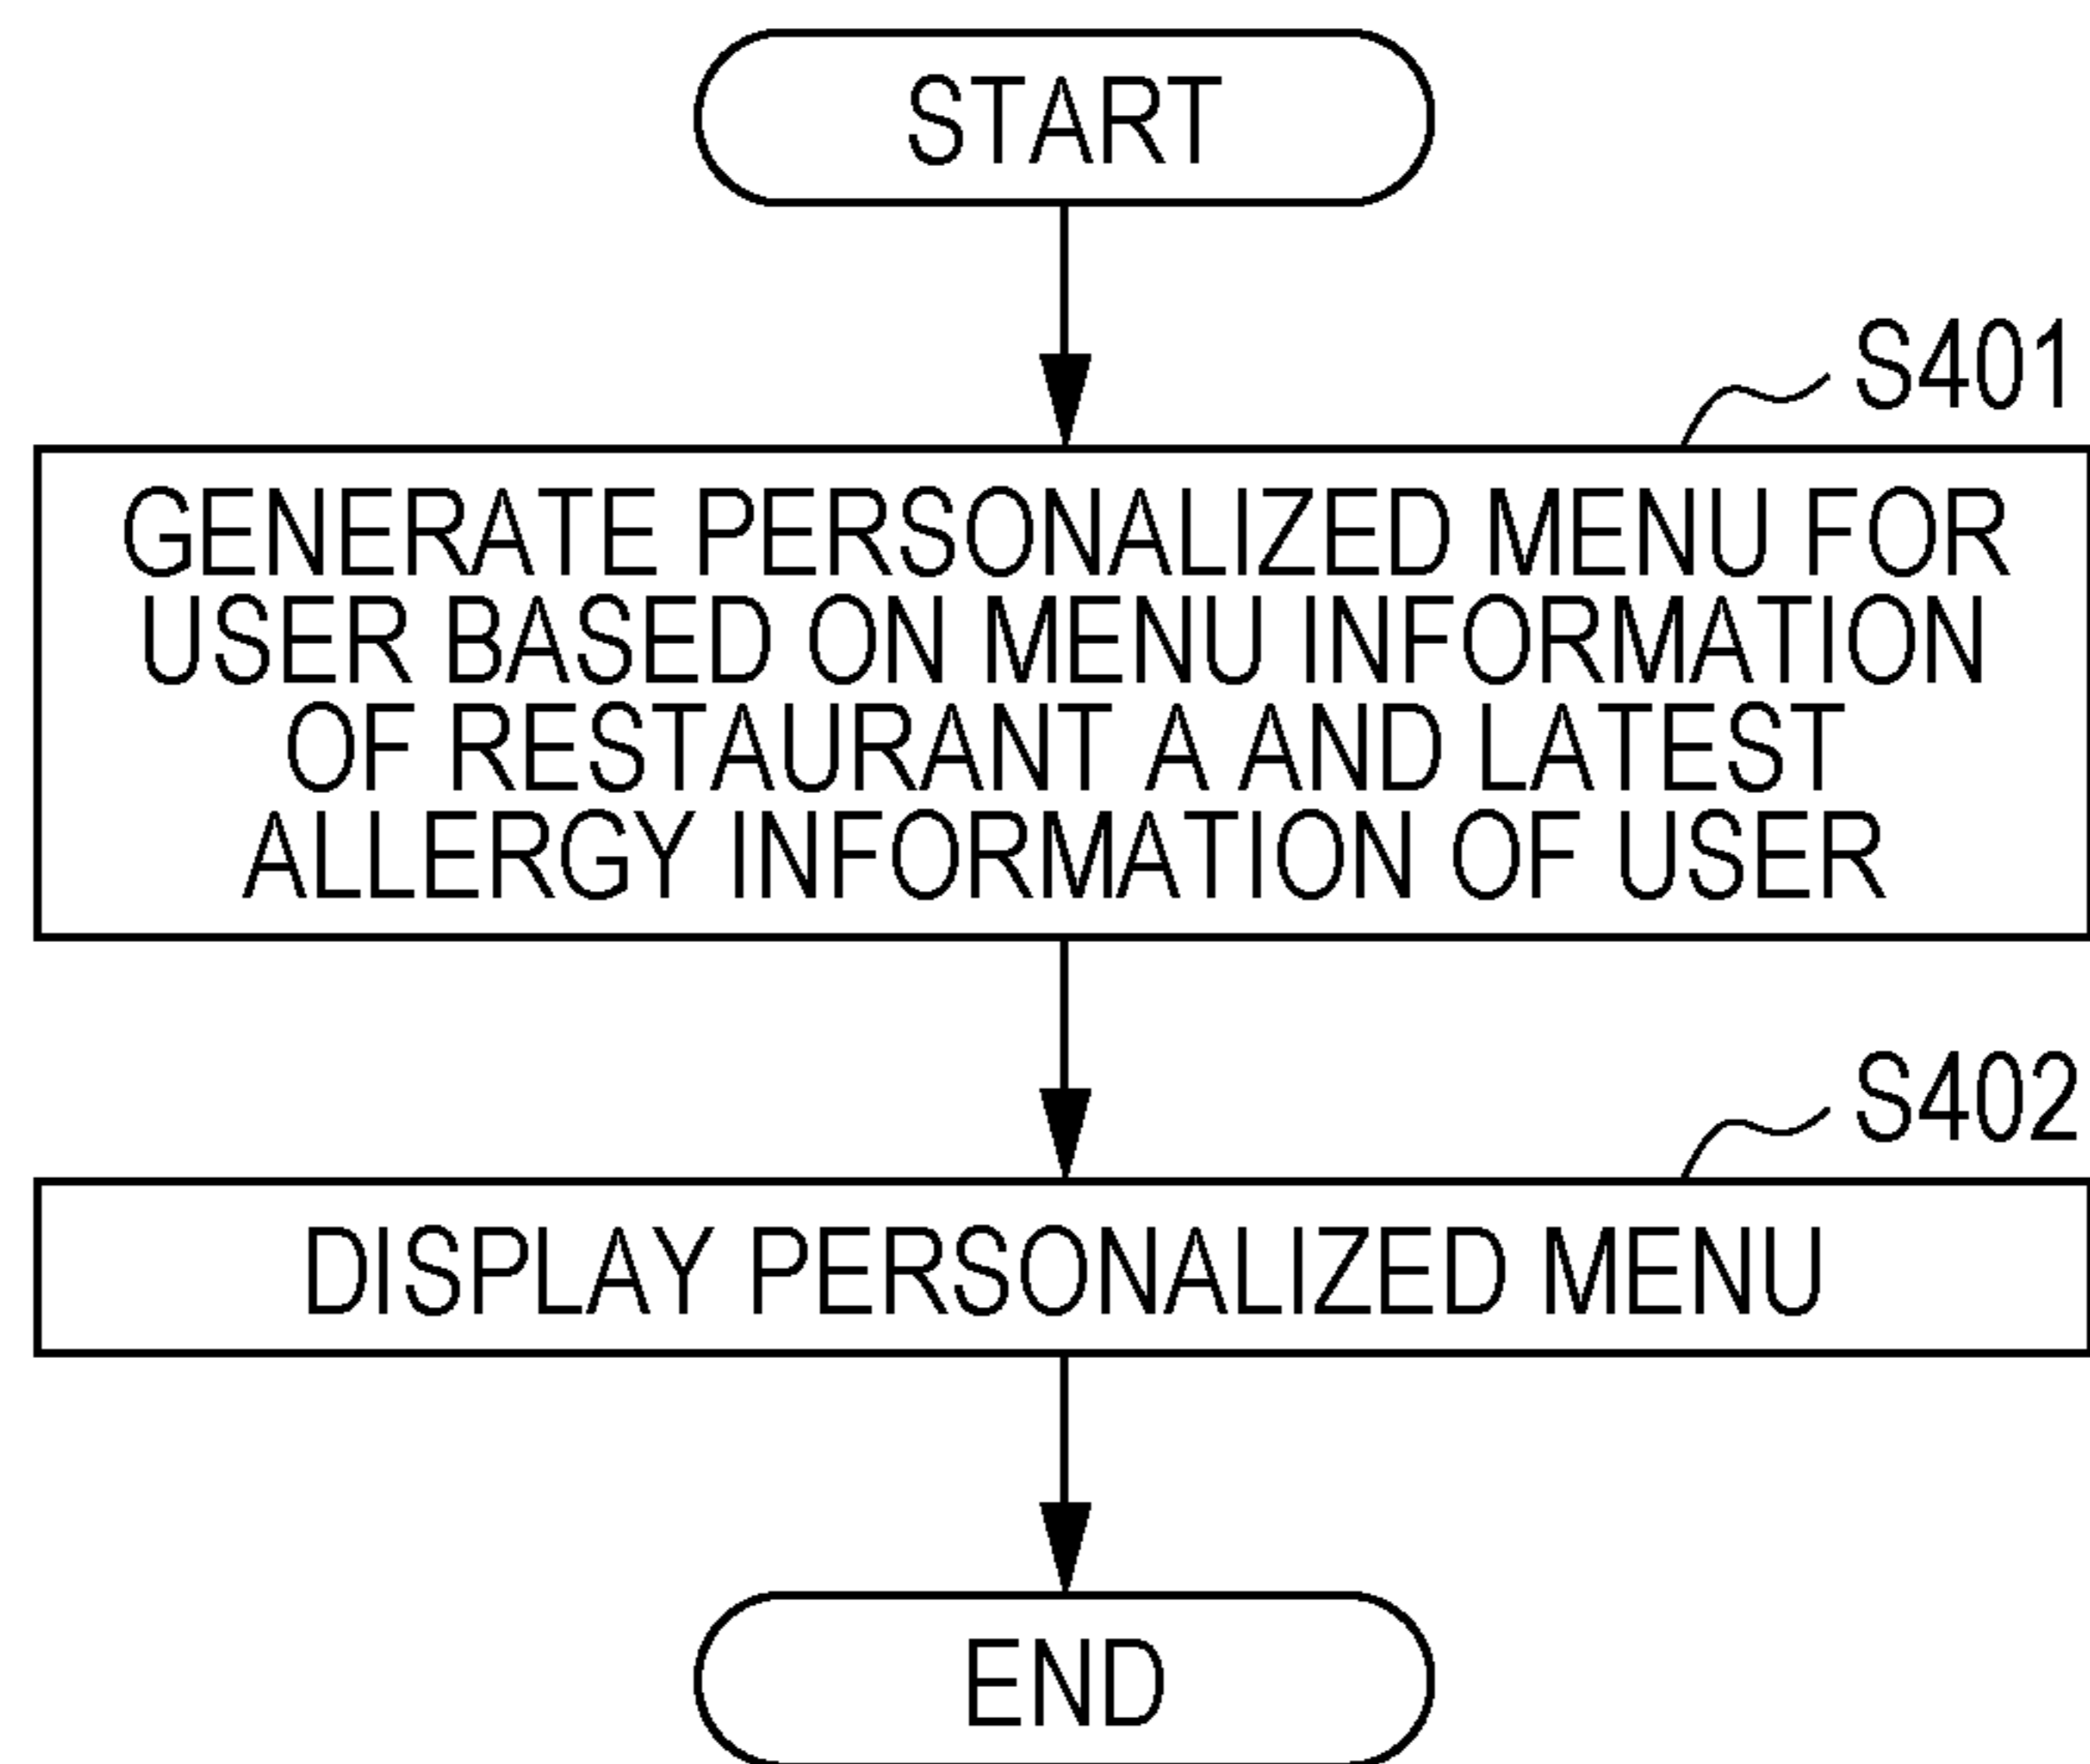 START
S401
GENERATE PERSONALIZED MENU FOR
USER BASED ON MENU INFORMATION
OF RESTAURANT A AND LATEST
ALLERGY INFORMATION OF USER
S402
DISPLAY PERSONALIZED MENU
END